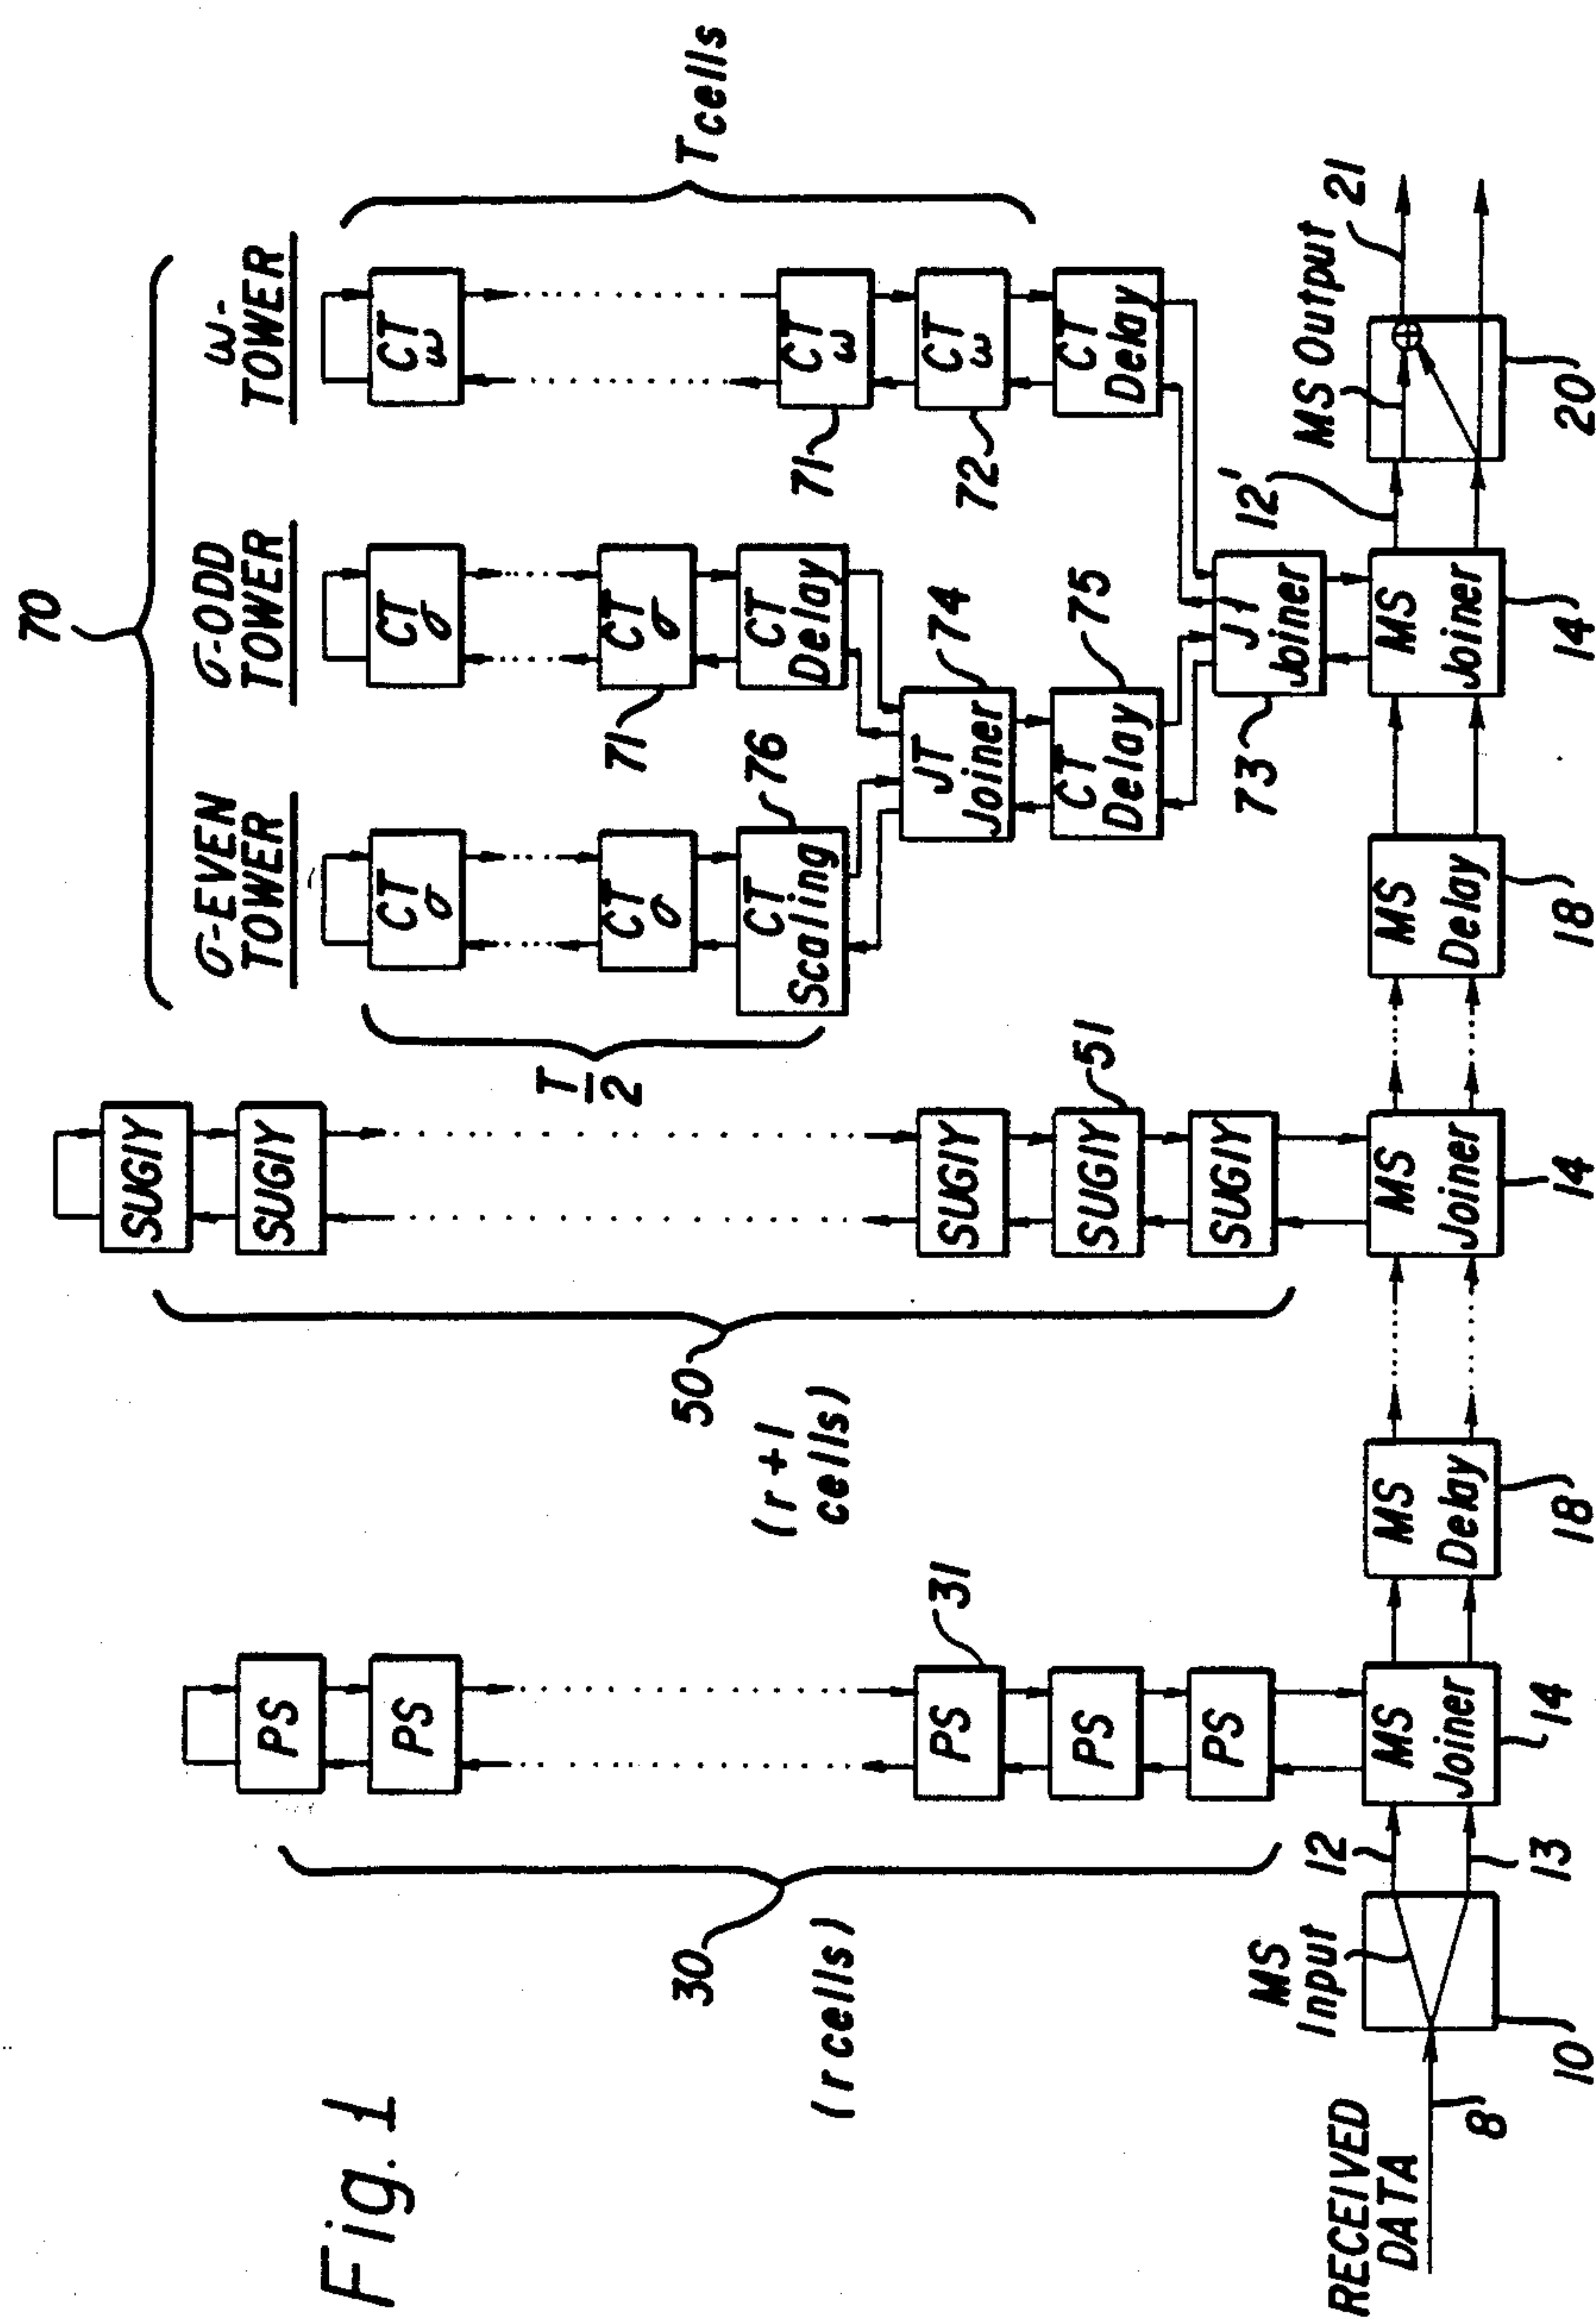 Fig. 1
70
σ-EVEN
TOWER
σ-ODD
TOWER
ω-
TOWER
CT
σ
CT
σ
CT
ω
T cells
T
2
CT
σ
CT
σ
71
CT
Scaling
76
CT
Delay
CT
ω
71
CT
ω
72
CT
Delay
JT
Joiner
74
CT
Delay
75
JT
Joiner
73
SUGIY
SUGIY
SUGIY
SUGIY
51
SUGIY
50
(r+1
cells)
PS
PS
PS
31
PS
PS
30
(r cells)
RECEIVED
DATA
8
MS
Input
10
12
13
MS
Joiner
14
MS
Delay
18
MS
Joiner
14
MS
Delay
18
MS
Joiner
14
12'
MS Output
20
21